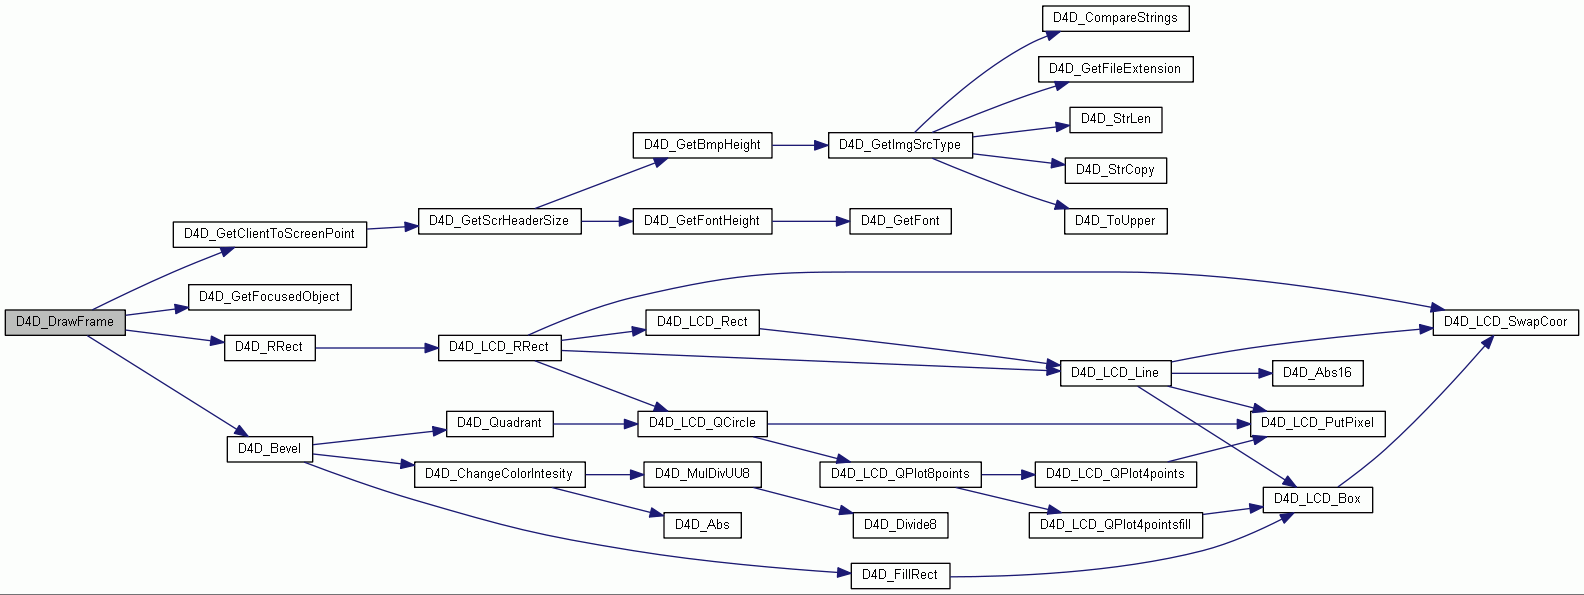 D4D_CompareStrings
D4D_GetFileExtension
D4D_StrLen
D4D_GetBmpHeight
D4D_GetImgSrcType
D4D_StrCopy
D4D_GetClientToScreenPoint
D4D_GetScrHeaderSize
D4D_GetFontHeight
D4D_GetFont
D4D_ToUpper
D4D_GetFocusedObject
D4D_DrawFrame
D4D_RRect
D4D_LCD_RRect
D4D_LCD_Rect
D4D_LCD_SwapCoor
D4D_LCD_Line
D4D_Abs16
D4D_Quadrant
D4D_LCD_QCircle
D4D_LCD_PutPixel
D4D_Bevel
D4D_ChangeColorIntesity
D4D_MulDivUU8
D4D_LCD_QPlot8points
D4D_LCD_QPlot4points
D4D_LCD_Box
D4D_Abs
D4D_Divide8
D4D_LCD_QPlot4pointsfill
D4D_FillRect